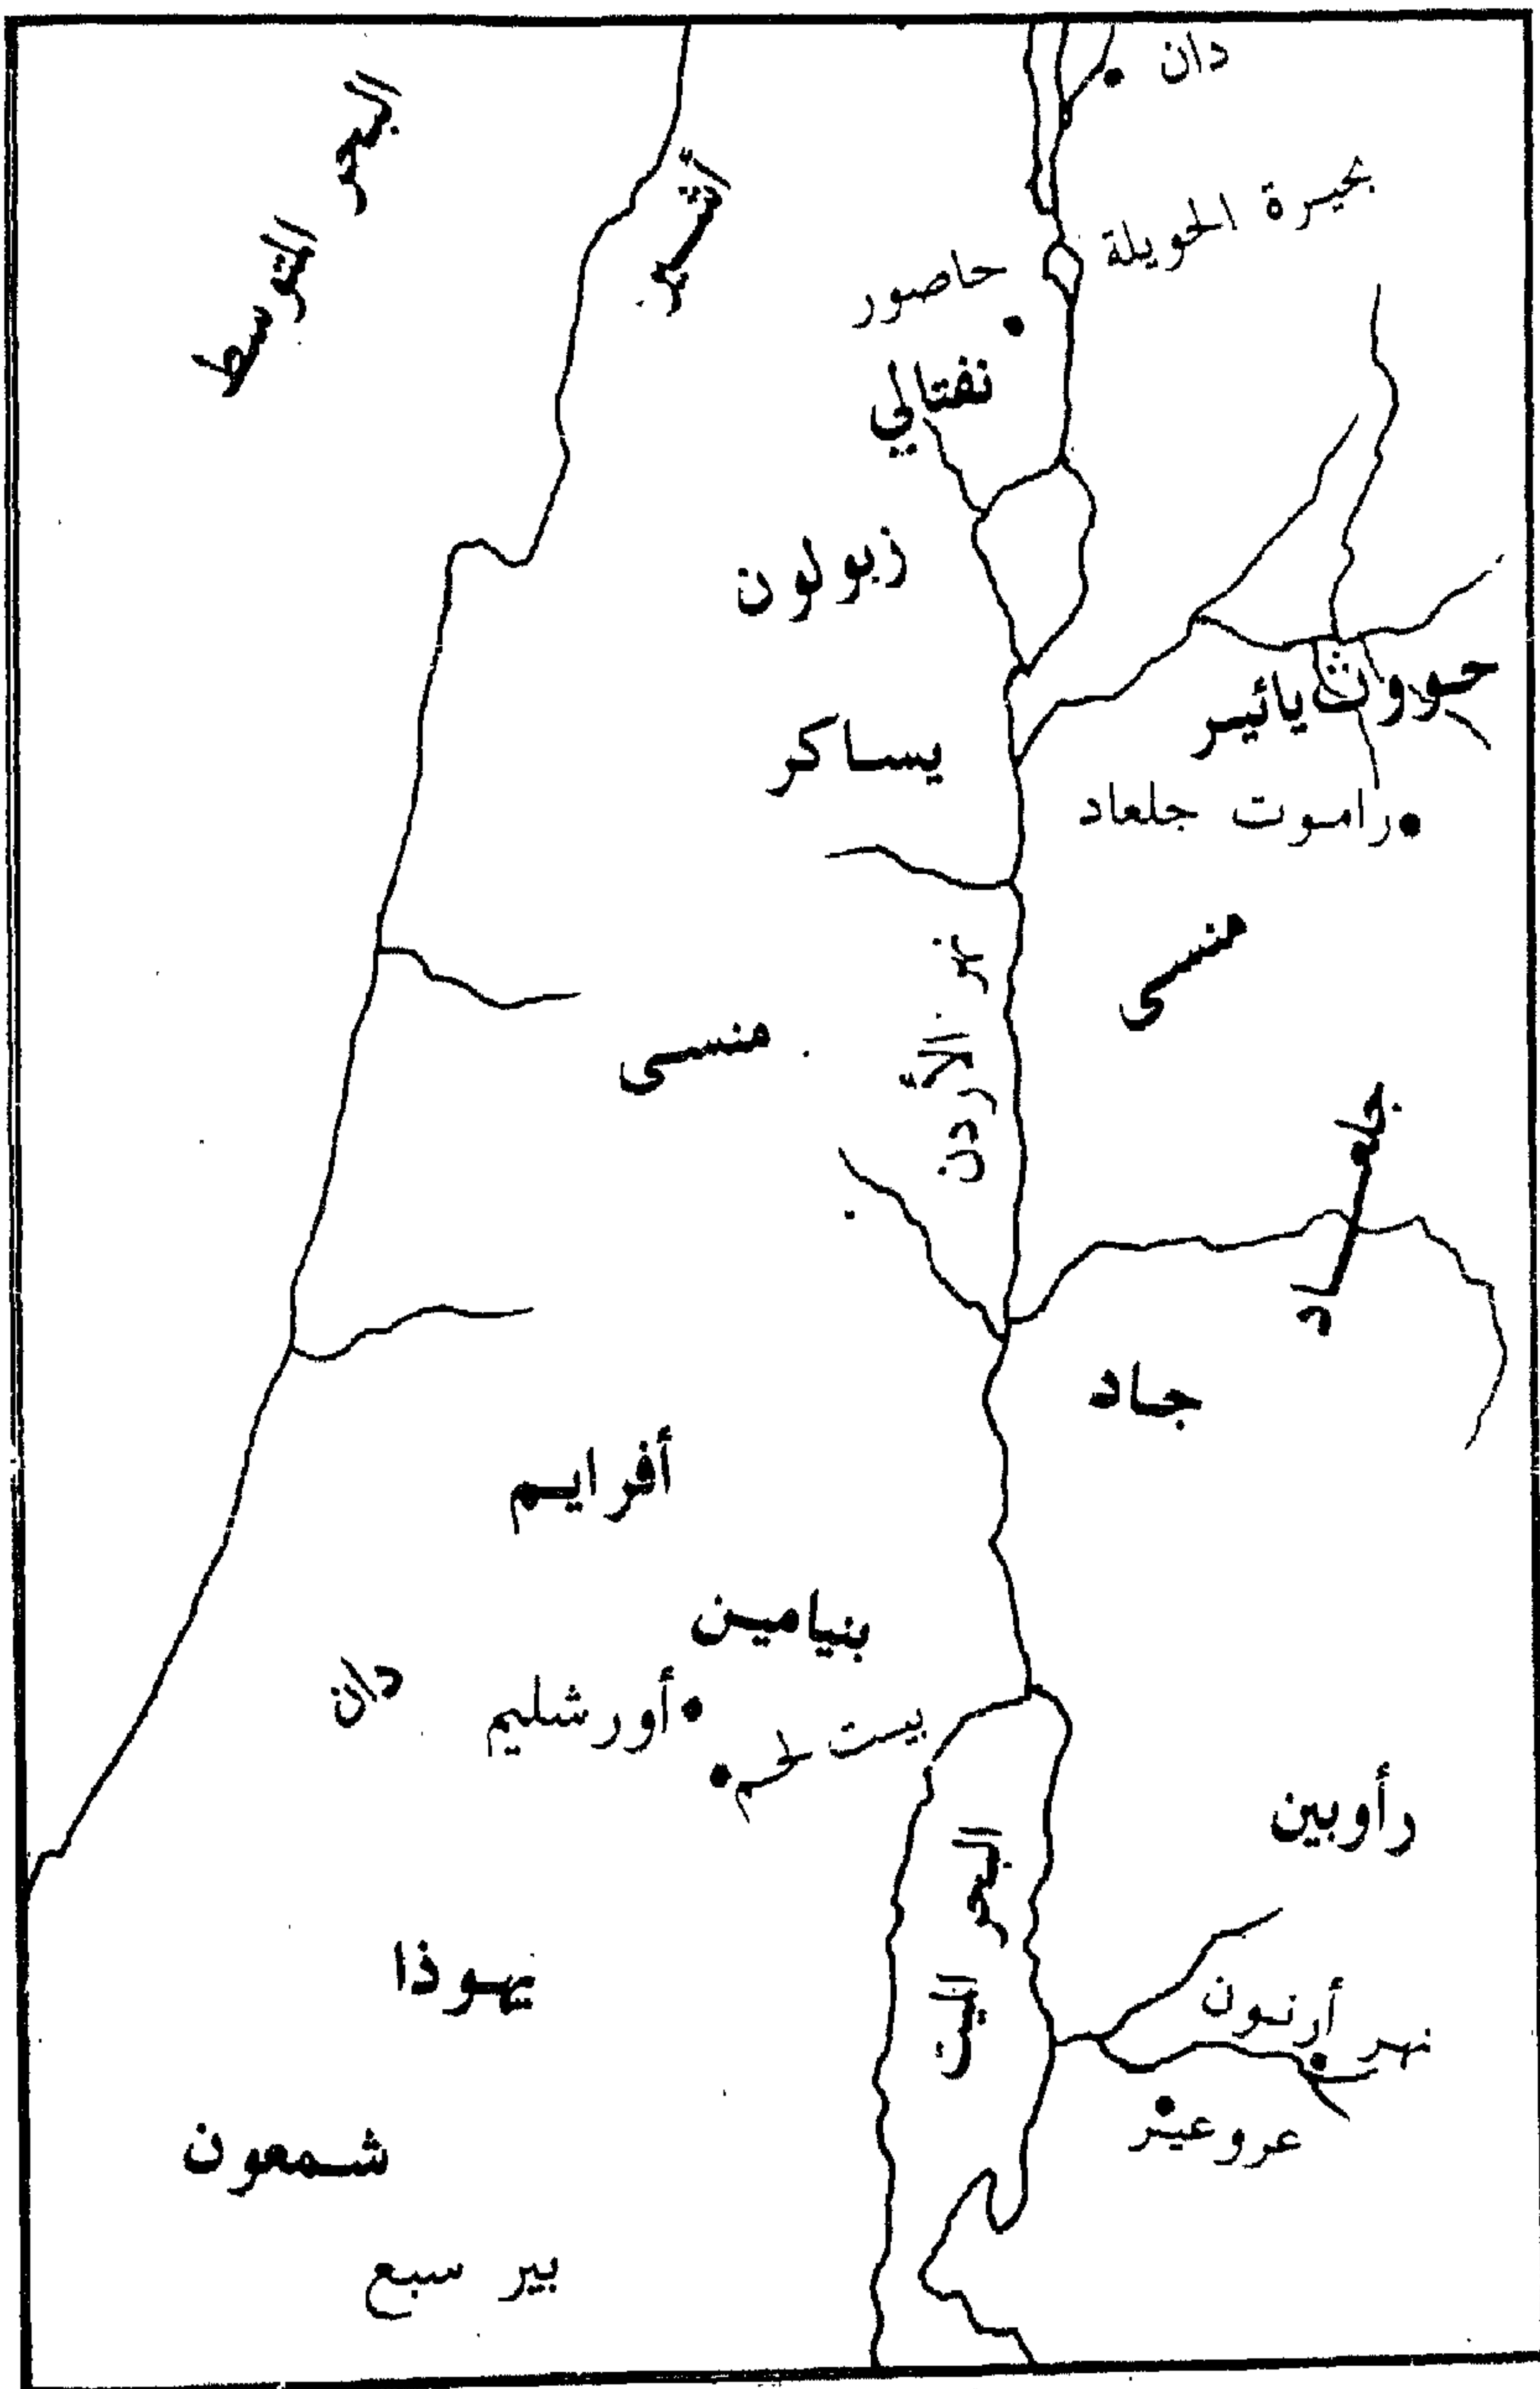 دان
البحر المتوسط
أشير
بحيرة الحويلة
حاصور
نفتالي
زبولون
حووث يائير
يساكر
راموت جلعاد
منسى
نهر الأردن
منسى
جلعاد
جاد
أفرايم
بنيامين
دان
أورشليم
بيت لحم
رأوبين
البحر الميت
يهوذا
نهر أرنون
عروعير
شمعون
بير سبع